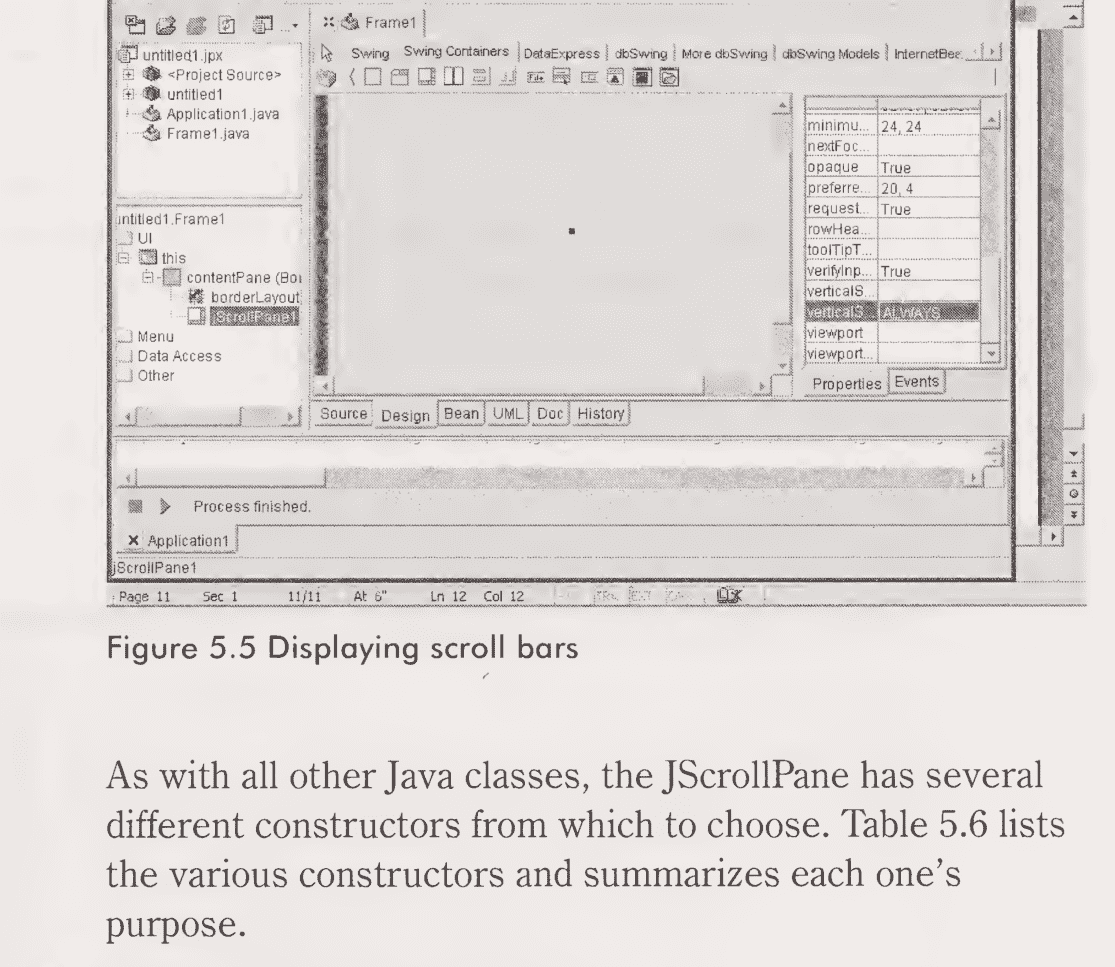 Frame1
Swing Swing Containers DataExpress dbSwing More dbSwing dbSwing Models InternetBea
untitled1.jpx
<Project Source>
untitled1
Application1.java
Frame1.java
untitled1.Frame1
UI
this
contentPane (Bor
borderLayout
jScrollPane1
Menu
Data Access
Other
minimu... 24, 24
nextFoc...
opaque True
preferre... 20, 4
request... True
rowHea...
toolTipT...
verifyInp... True
verticalS...
verticalS... ALWAYS
viewport
viewport...
Properties Events
Source Design Bean UML Doc History
Process finished.
Application1
jScrollPane1
Page 11 Sec 1 11/11 At 6" Ln 12 Col 12
Figure 5.5 Displaying scroll bars
As with all other Java classes, the JScrollPane has several
different constructors from which to choose. Table 5.6 lists
the various constructors and summarizes each one's
purpose.